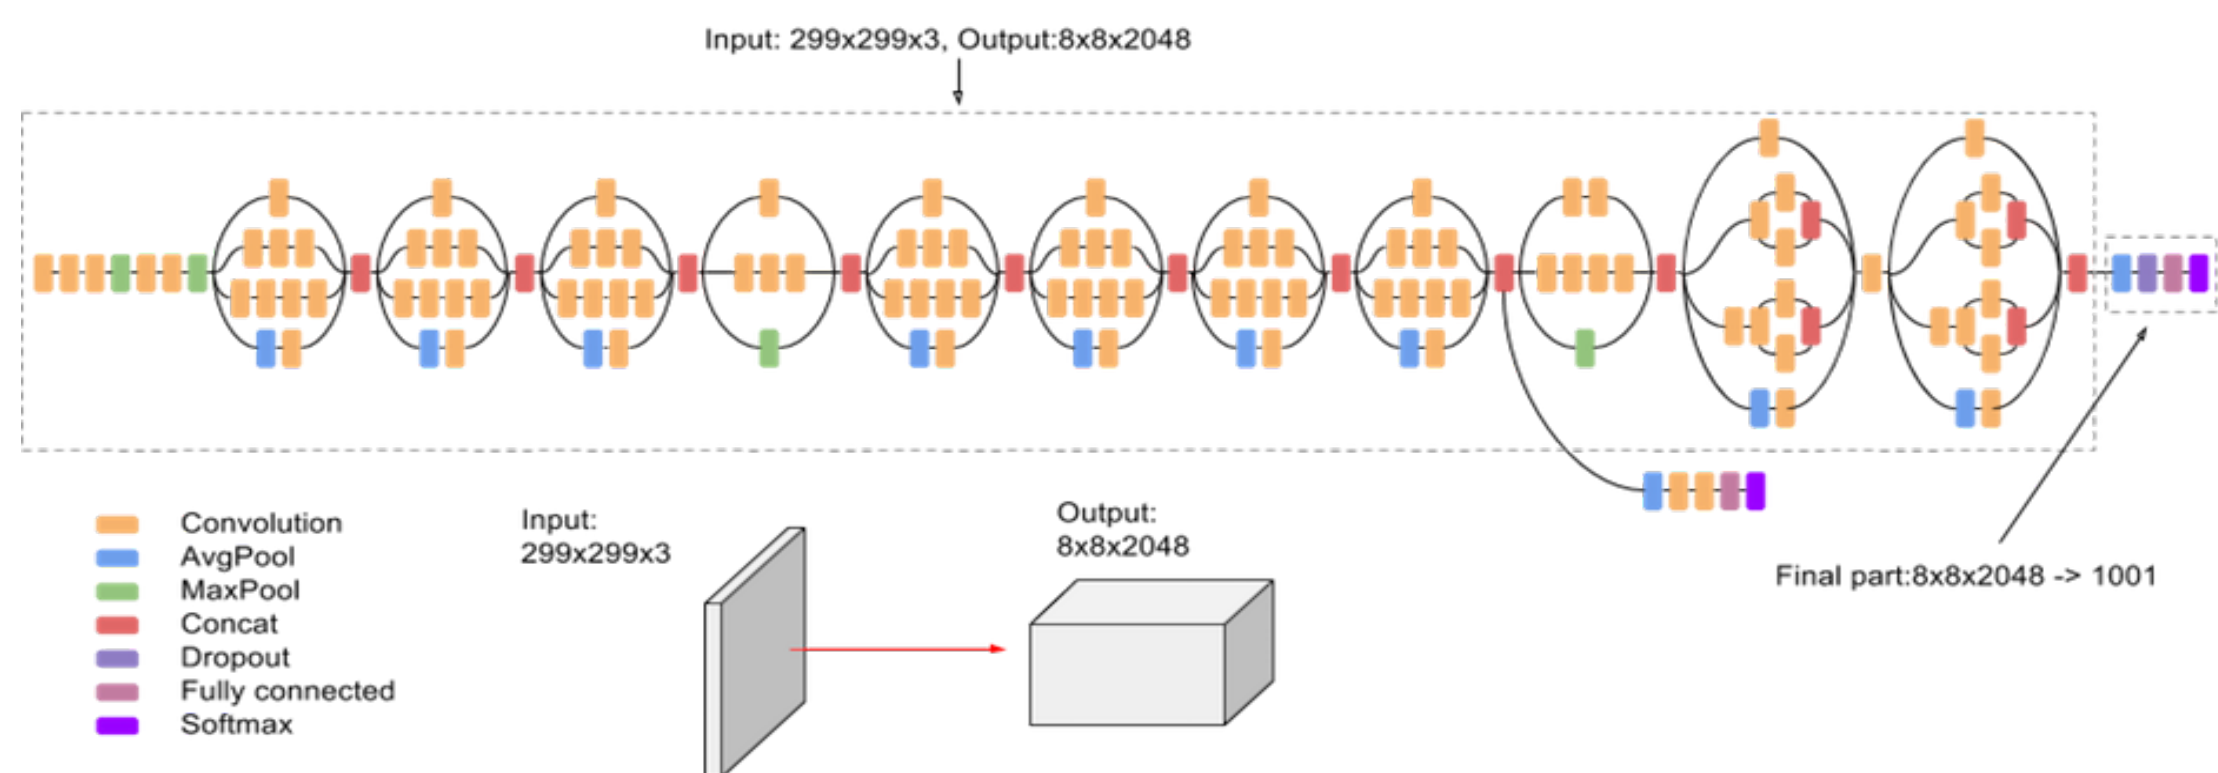 Input: 299x299x3, Output:8x8x2048
Convolution
AvgPool
MaxPool
Concat
Dropout
Fully connected
Softmax
Input:
299x299x3
Output:
8x8x2048
Final part:8x8x2048 -> 1001